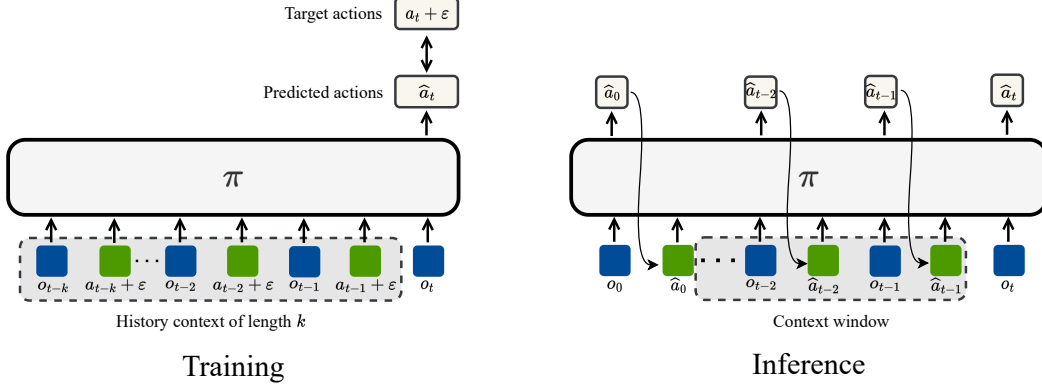 Target actions a_t + ε
Predicted actions â_t
π
o_{t−k} a_{t−k} + ε ··· o_{t−2} a_{t−2} + ε o_{t−1} a_{t−1} + ε o_t
History context of length k
Training
â_0 â_{t−2} â_{t−1} â_t
π
o_0 â_0 ··· o_{t−2} â_{t−2} o_{t−1} â_{t−1} o_t
Context window
Inference